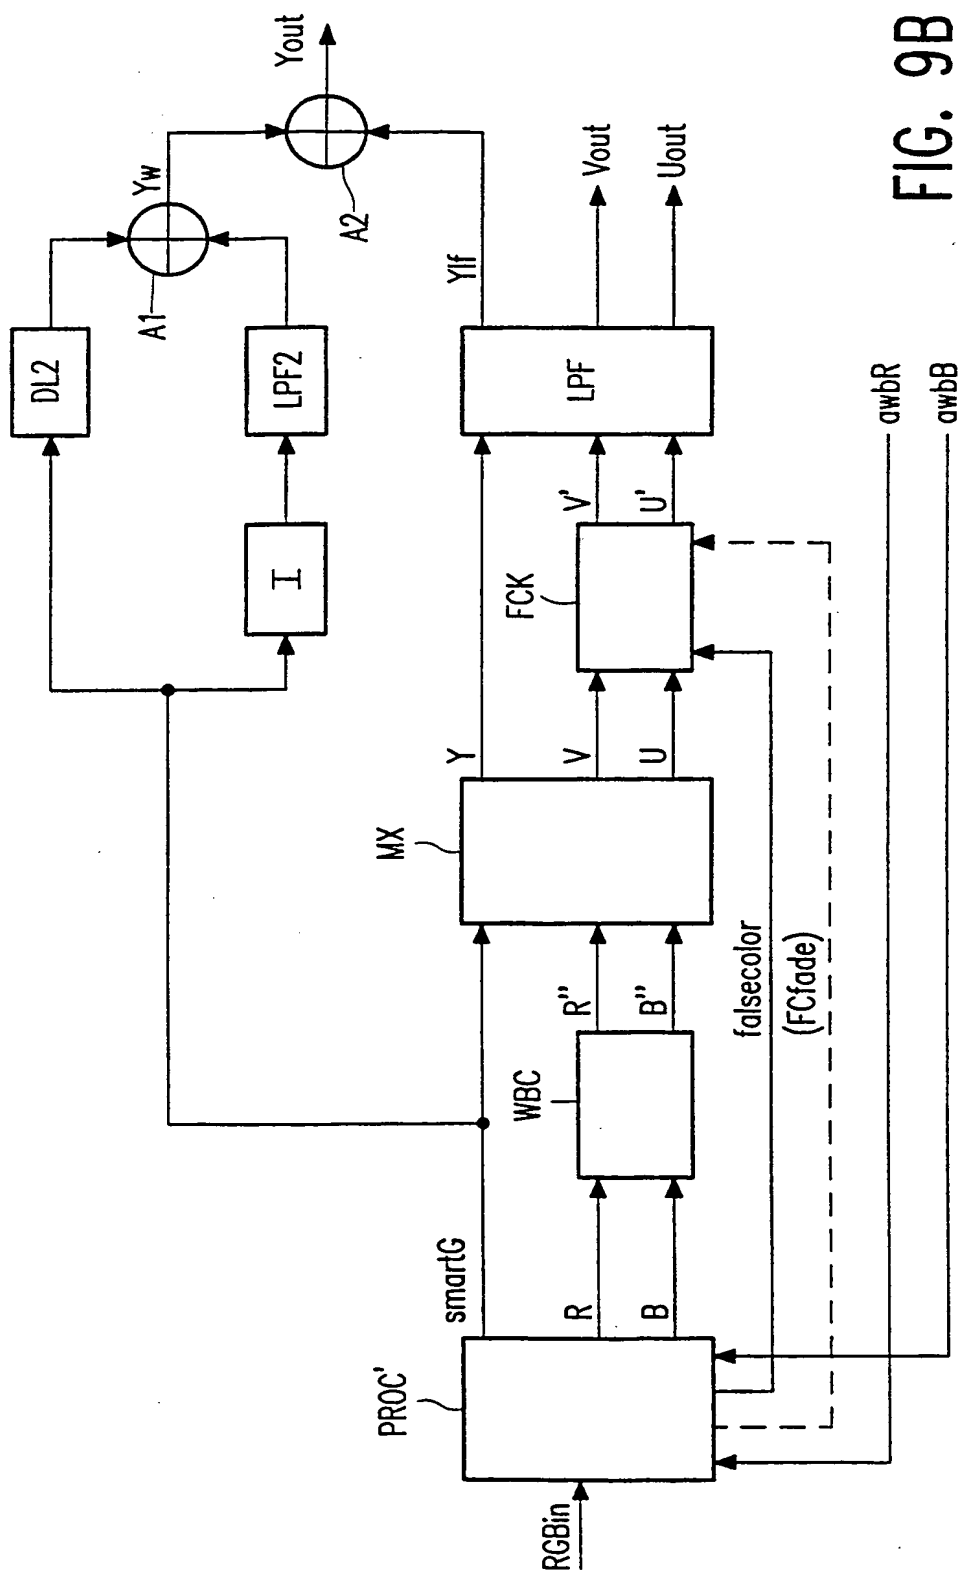 FIG. 9B
RGBin
PROC'
smartG
R
B
WBC
R''
B''
MX
Y
V
U
FCK
V'
U'
LPF
Ylf
Vout
Uout
DL2
I
LPF2
A1
Yw
A2
Yout
falsecolor
(FCfade)
awbR
awbB